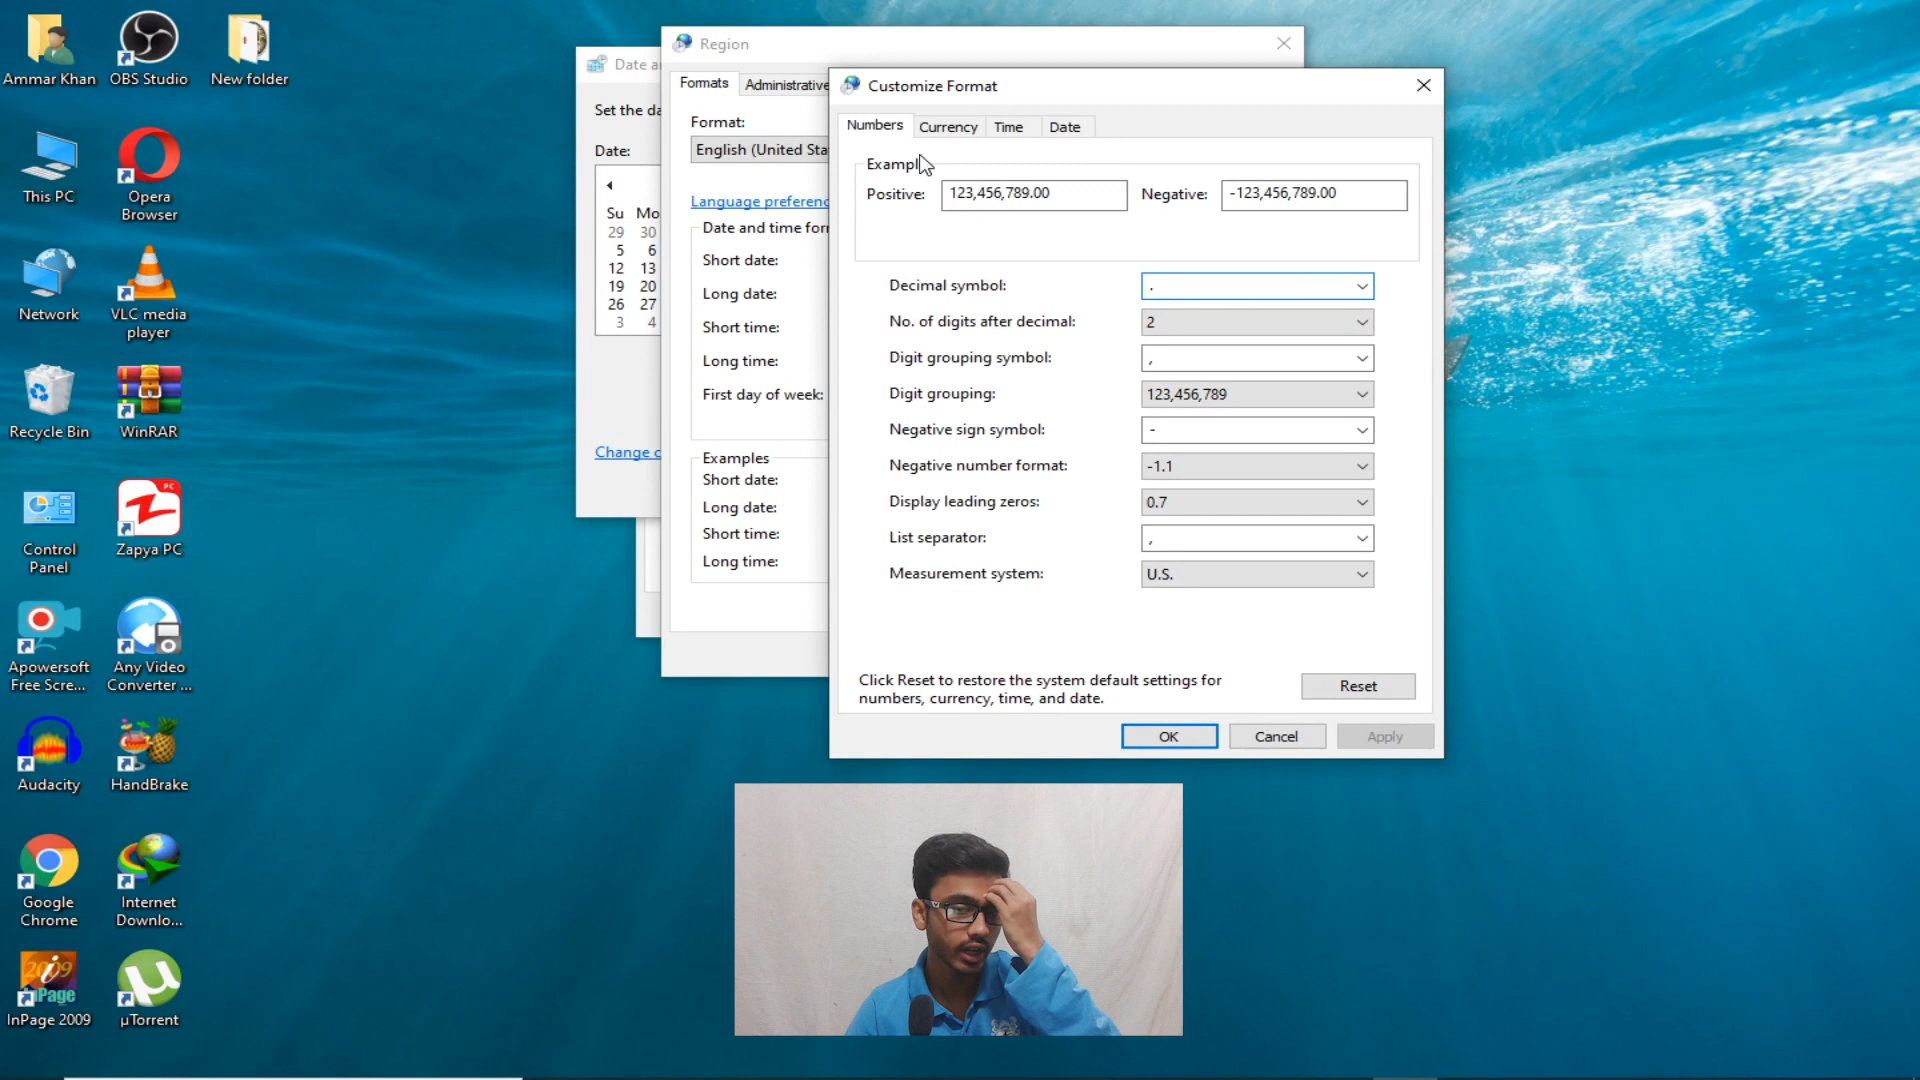 Ammar Khan
OBS Studio
New folder
This PC
Opera
Browser
Network
VLC media
player
Recycle Bin
WinRAR
Control
Panel
Zapya PC
PC
Apowersoft
Free Scre...
Any Video
Converter ...
Audacity
HandBrake
Google
Chrome
Internet
Downlo...
2009
InPage
InPage 2009
µTorrent
Date a
Set the da
Date:
Su Mo
29 30
5 6
12 13
19 20
26 27
3 4
Change c
Region
Formats Administrative
Format:
English (United Sta
Language preferenc
Date and time for
Short date:
Long date:
Short time:
Long time:
First day of week:
Examples
Short date:
Long date:
Short time:
Long time:
Customize Format
Numbers Currency Time Date
Exampl
Positive: 123,456,789.00 Negative: -123,456,789.00
Decimal symbol: .
No. of digits after decimal: 2
Digit grouping symbol: ,
Digit grouping: 123,456,789
Negative sign symbol: -
Negative number format: -1.1
Display leading zeros: 0.7
List separator: ,
Measurement system: U.S.
Click Reset to restore the system default settings for
numbers, currency, time, and date.
Reset
OK Cancel Apply